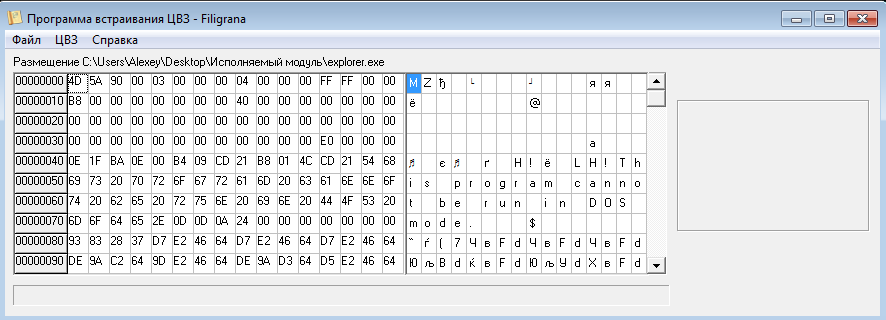 Программа встраивания ЦВЗ - Filigrana
Файл ЦВЗ Справка
Размещение C:\Users\Alexey\Desktop\Исполняемый модуль\explorer.exe
00000000 4D 5A 90 00 03 00 00 00 04 00 00 00 FF FF 00 00 M Z ђ └ ┘ я я
00000010 B8 00 00 00 00 00 00 00 40 00 00 00 00 00 00 00 ё @
00000020 00 00 00 00 00 00 00 00 00 00 00 00 00 00 00 00
00000030 00 00 00 00 00 00 00 00 00 00 00 00 E0 00 00 00 а
00000040 0E 1F BA 0E 00 B4 09 CD 21 B8 01 4C CD 21 54 68 ♬ є ♬ ґ Н ! ё L Н ! T h
00000050 69 73 20 70 72 6F 67 72 61 6D 20 63 61 6E 6E 6F i s p r o g r a m c a n n o
00000060 74 20 62 65 20 72 75 6E 20 69 6E 20 44 4F 53 20 t b e r u n i n D O S
00000070 6D 6F 64 65 2E 0D 0D 0A 24 00 00 00 00 00 00 00 m o d e . $
00000080 93 83 28 37 D7 E2 46 64 D7 E2 46 64 D7 E2 46 64 “ ѓ ( 7 Ч в F d Ч в F d Ч в F d
00000090 DE 9A C2 64 9D E2 46 64 DE 9A D3 64 D5 E2 46 64 Ю љ В d ќ в F d Ю љ У d Х в F d